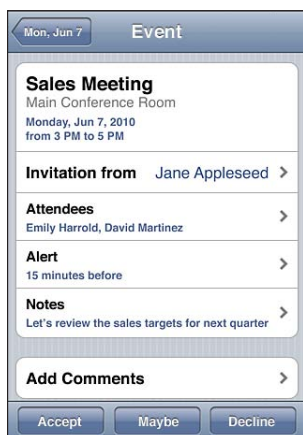 Mon, Jun 7
Event
Sales Meeting
Main Conference Room
Monday, Jun 7, 2010
from 3 PM to 5 PM
Invitation from Jane Appleseed
Attendees
Emily Harrold, David Martinez
Alert
15 minutes before
Notes
Let's review the sales targets for next quarter
Add Comments
Accept Maybe Decline